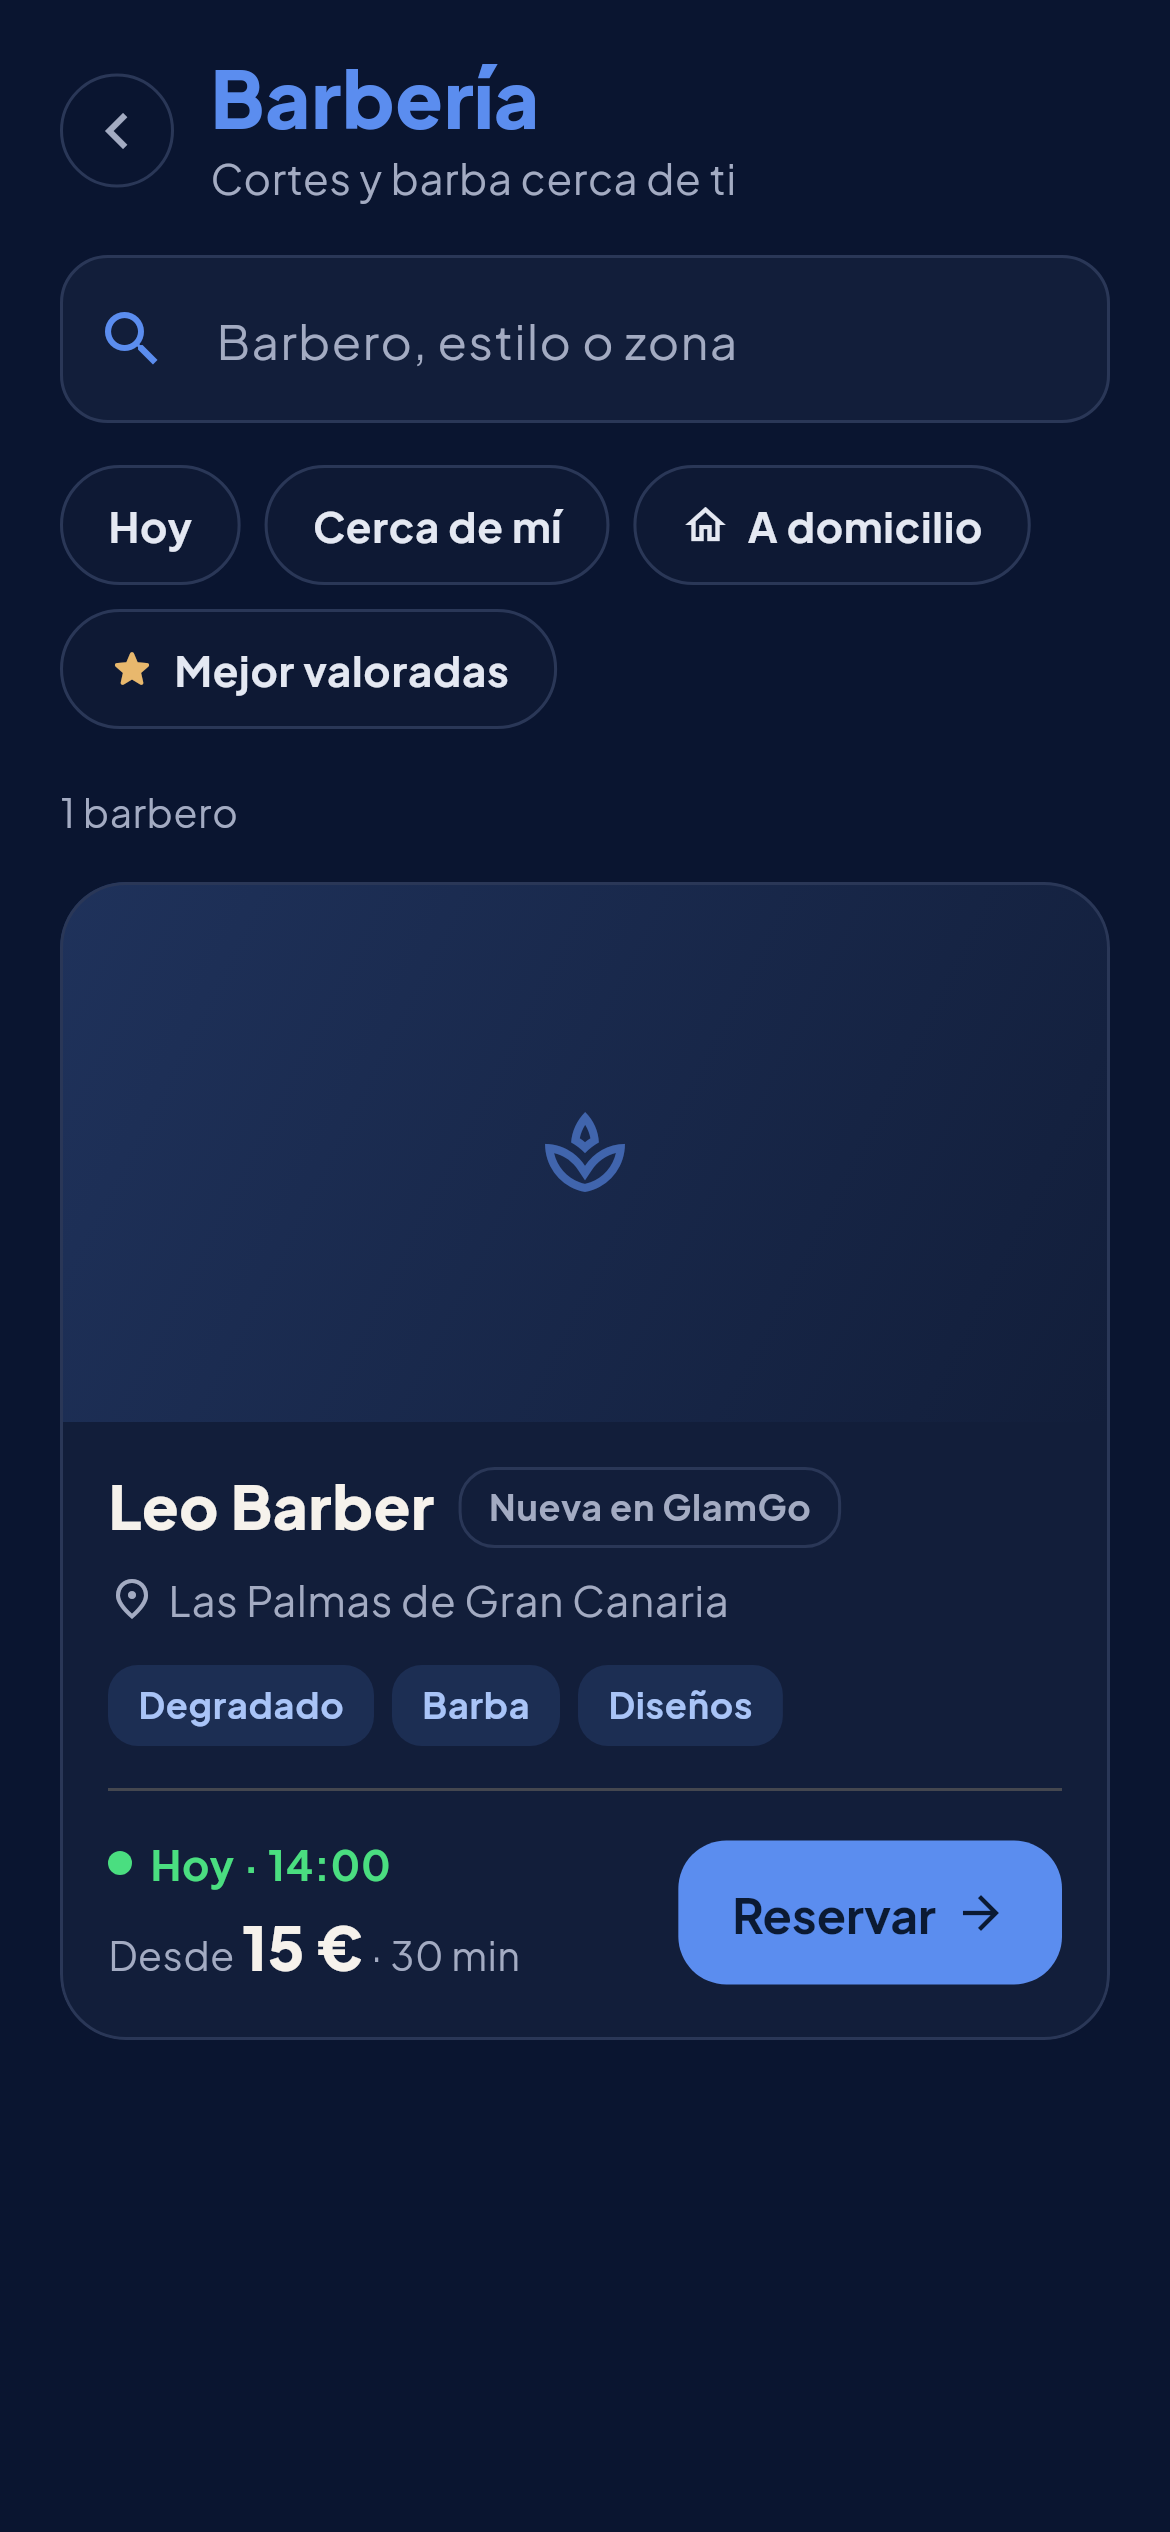 Barbería
Cortes y barba cerca de ti
Barbero, estilo o zona
Hoy
Cerca de mí
A domicilio
Mejor valoradas
1 barbero
Leo Barber
Nueva en GlamGo
Las Palmas de Gran Canaria
Degradado
Barba
Diseños
Hoy · 14:00
Desde 15 € · 30 min
Reservar